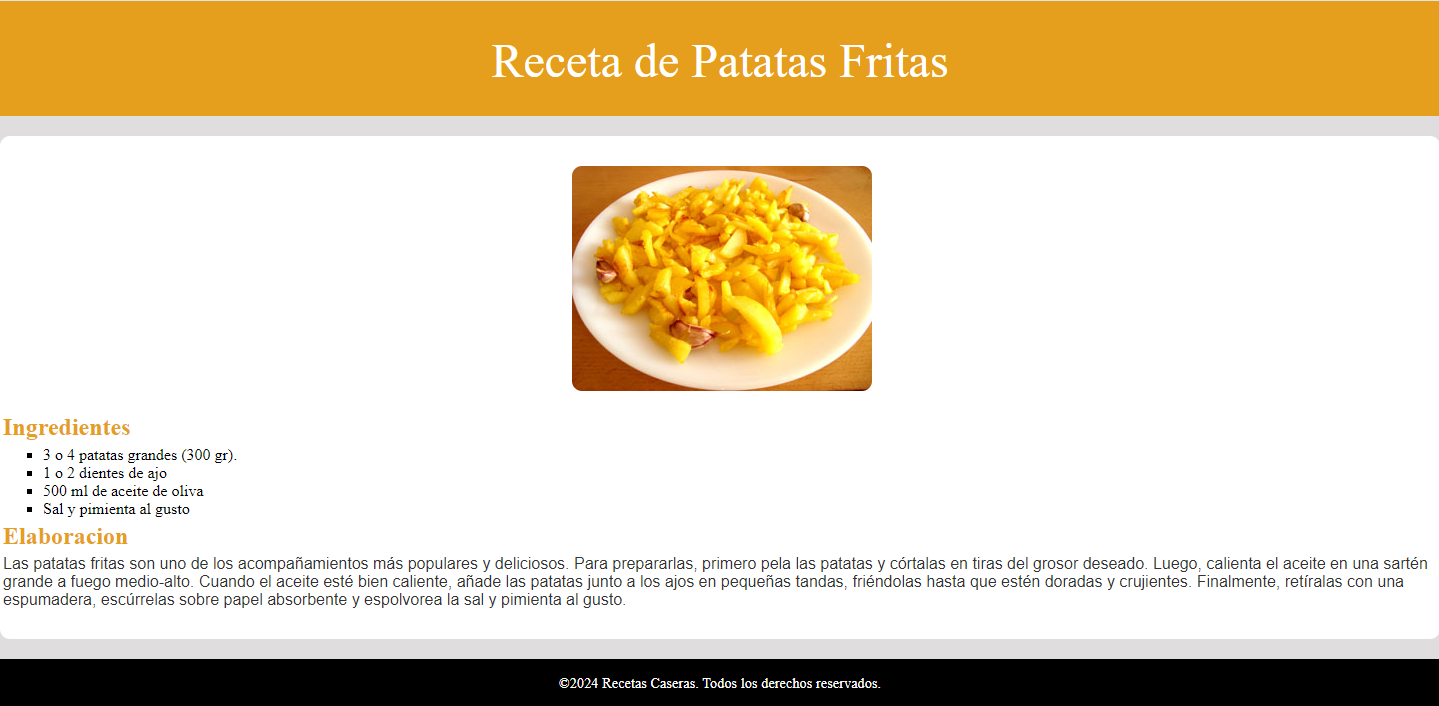 Receta de Patatas Fritas
Ingredientes
3 o 4 patatas grandes (300 gr).
1 o 2 dientes de ajo
500 ml de aceite de oliva
Sal y pimienta al gusto
Elaboracion
Las patatas fritas son uno de los acompañamientos más populares y deliciosos. Para prepararlas, primero pela las patatas y córtalas en tiras del grosor deseado. Luego, calienta el aceite en una sartén
grande a fuego medio-alto. Cuando el aceite esté bien caliente, añade las patatas junto a los ajos en pequeñas tandas, friéndolas hasta que estén doradas y crujientes. Finalmente, retíralas con una
espumadera, escúrrelas sobre papel absorbente y espolvorea la sal y pimienta al gusto.
©2024 Recetas Caseras. Todos los derechos reservados.